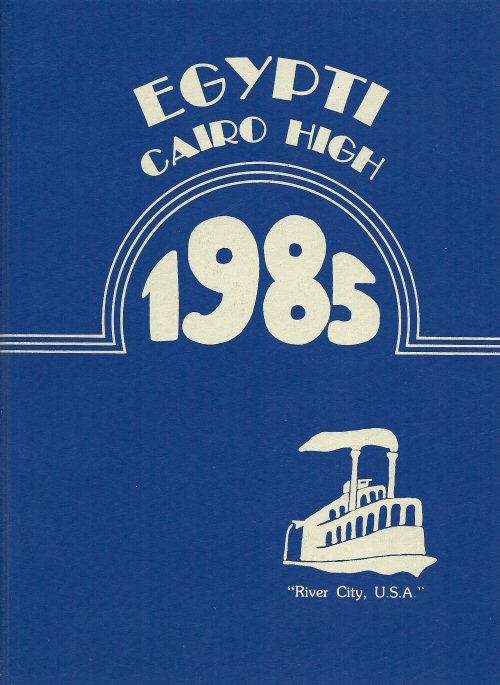 EGYPTI
CAIRO HIGH
1985
"River City, U.S.A."